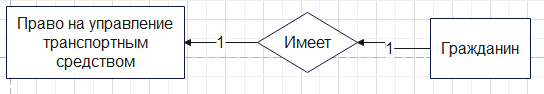 Право на управление
транспортным
средством
1
Имеет
1
Гражданин